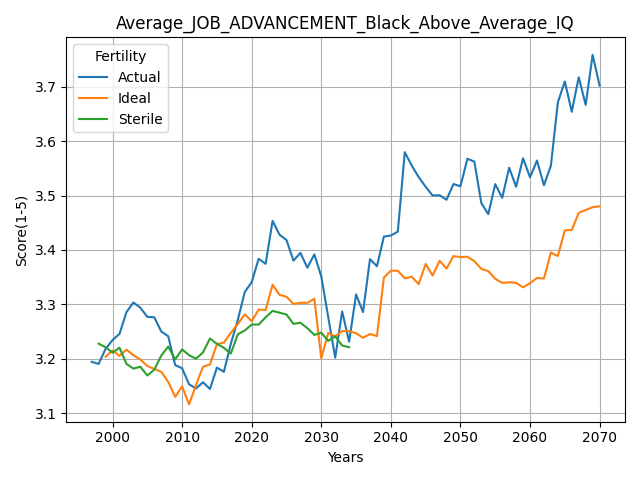 Average_JOB_ADVANCEMENT_Black_Above_Average_IQ
Fertility
Actual
Ideal
Sterile
Score(1-5)
3.7
3.6
3.5
3.4
3.3
3.2
3.1
2000 2010 2020 2030 2040 2050 2060 2070
Years